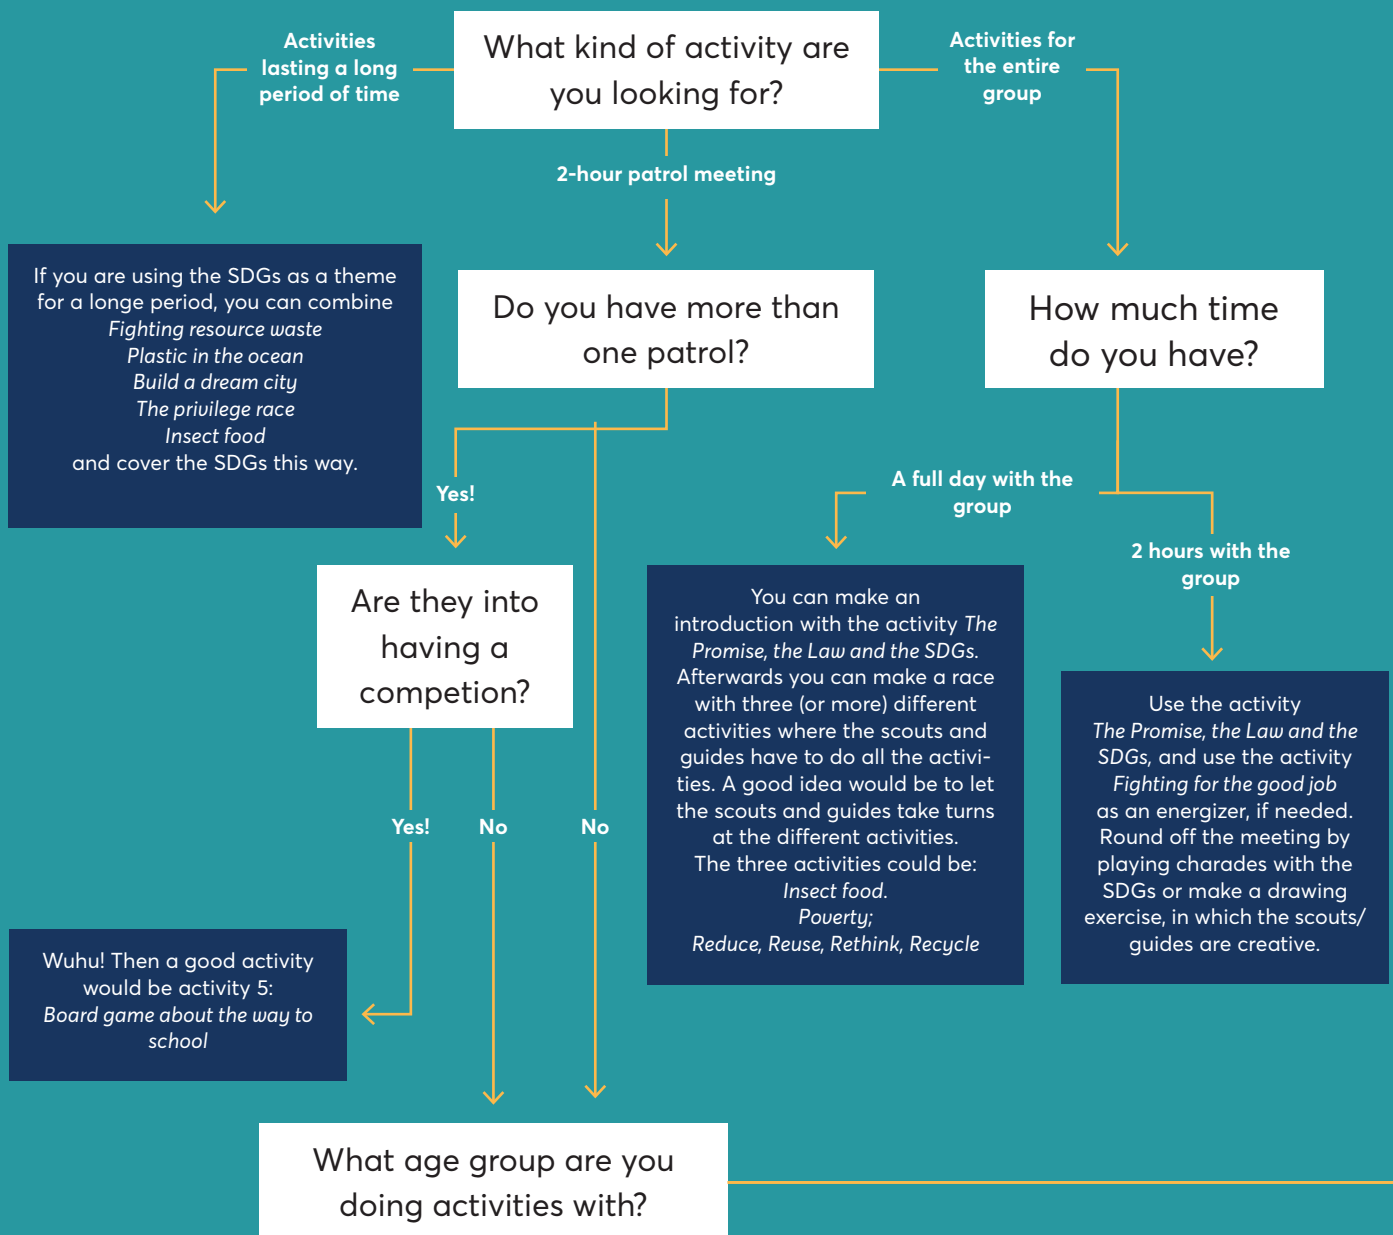 What kind of activity are
you looking for?
Activities
lasting a long
period of time
Activities for
the entire
group
2-hour patrol meeting
If you are using the SDGs as a theme
for a longe period, you can combine
Fighting resource waste
Plastic in the ocean
Build a dream city
The privilege race
Insect food
and cover the SDGs this way.
Do you have more than
one patrol?
How much time
do you have?
Yes!
A full day with the
group
2 hours with the
group
Are they into
having a
competion?
You can make an
introduction with the activity The
Promise, the Law and the SDGs.
Afterwards you can make a race
with three (or more) different
activities where the scouts and
guides have to do all the activi-
ties. A good idea would be to let
the scouts and guides take turns
at the different activities.
The three activities could be:
Insect food.
Poverty;
Reduce, Reuse, Rethink, Recycle
Use the activity
The Promise, the Law and the
SDGs, and use the activity
Fighting for the good job
as an energizer, if needed.
Round off the meeting by
playing charades with the
SDGs or make a drawing
exercise, in which the scouts/
guides are creative.
Yes!
No
No
Wuhu! Then a good activity
would be activity 5:
Board game about the way to
school
What age group are you
doing activities with?